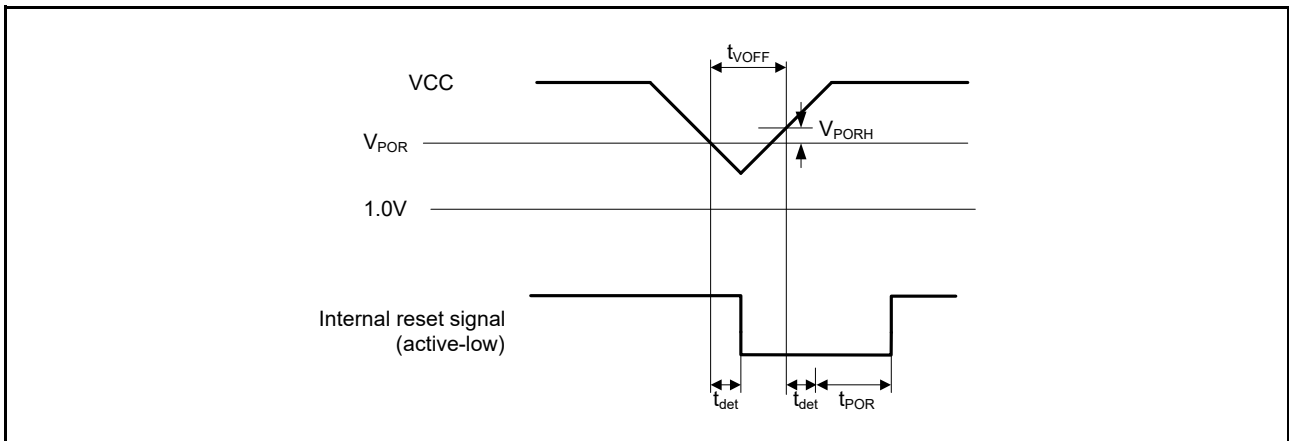 tVOFF
VCC
VPORH
VPOR
1.0V
Internal reset signal
(active-low)
tdet
tdet
tPOR